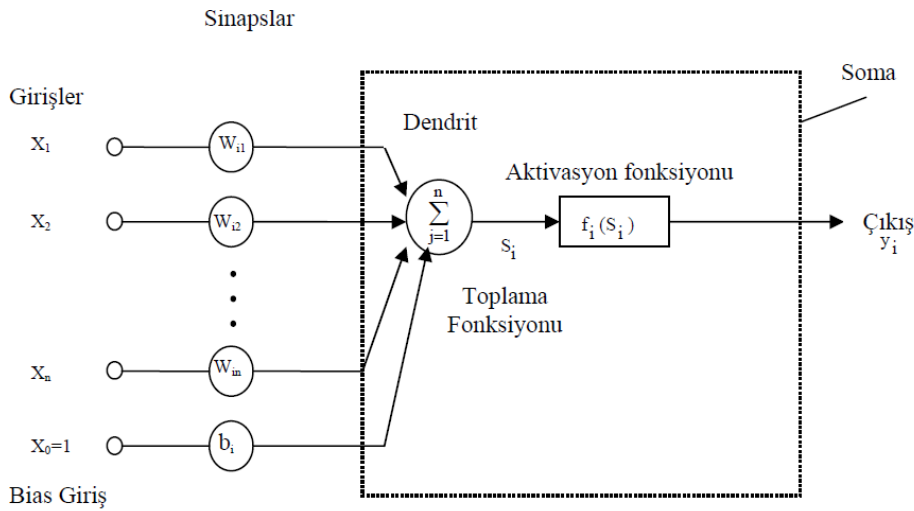 Sinapslar
Girişler
Soma
Dendrit
X1
Wi1
Aktivasyon fonksiyonu
X2
Wi2
n
∑
j=1
Si
fi (Si )
Çıkış
yi
Toplama
Fonksiyonu
Xn
Win
X0=1
bi
Bias Giriş